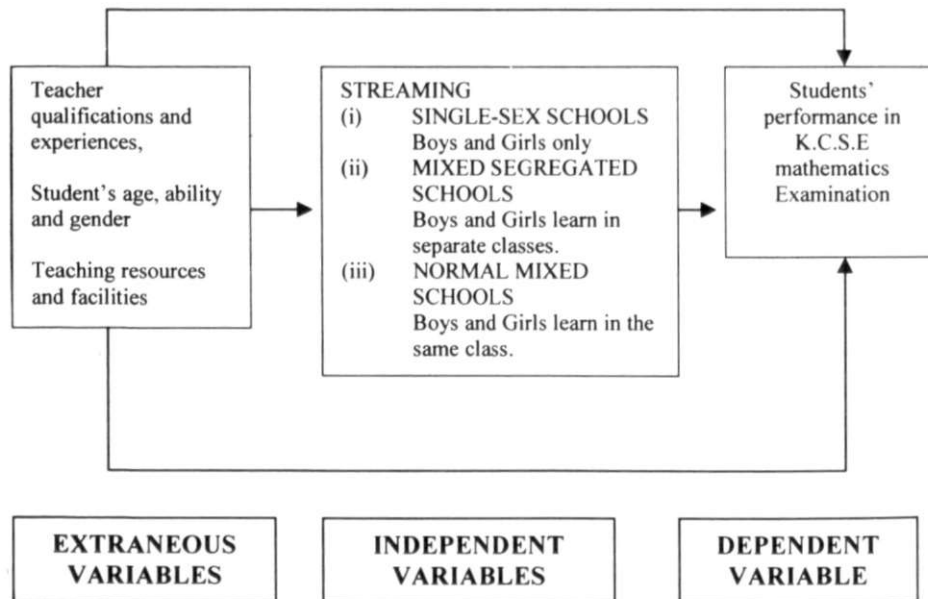 Teacher
qualifications and
experiences,
Student's age, ability
and gender
Teaching resources
and facilities
STREAMING
(i) SINGLE-SEX SCHOOLS
Boys and Girls only
(ii) MIXED SEGREGATED
SCHOOLS
Boys and Girls learn in
separate classes.
(iii) NORMAL MIXED
SCHOOLS
Boys and Girls learn in the
same class.
Students'
performance in
K.C.S.E
mathematics
Examination
EXTRANEOUS
VARIABLES
INDEPENDENT
VARIABLES
DEPENDENT
VARIABLE